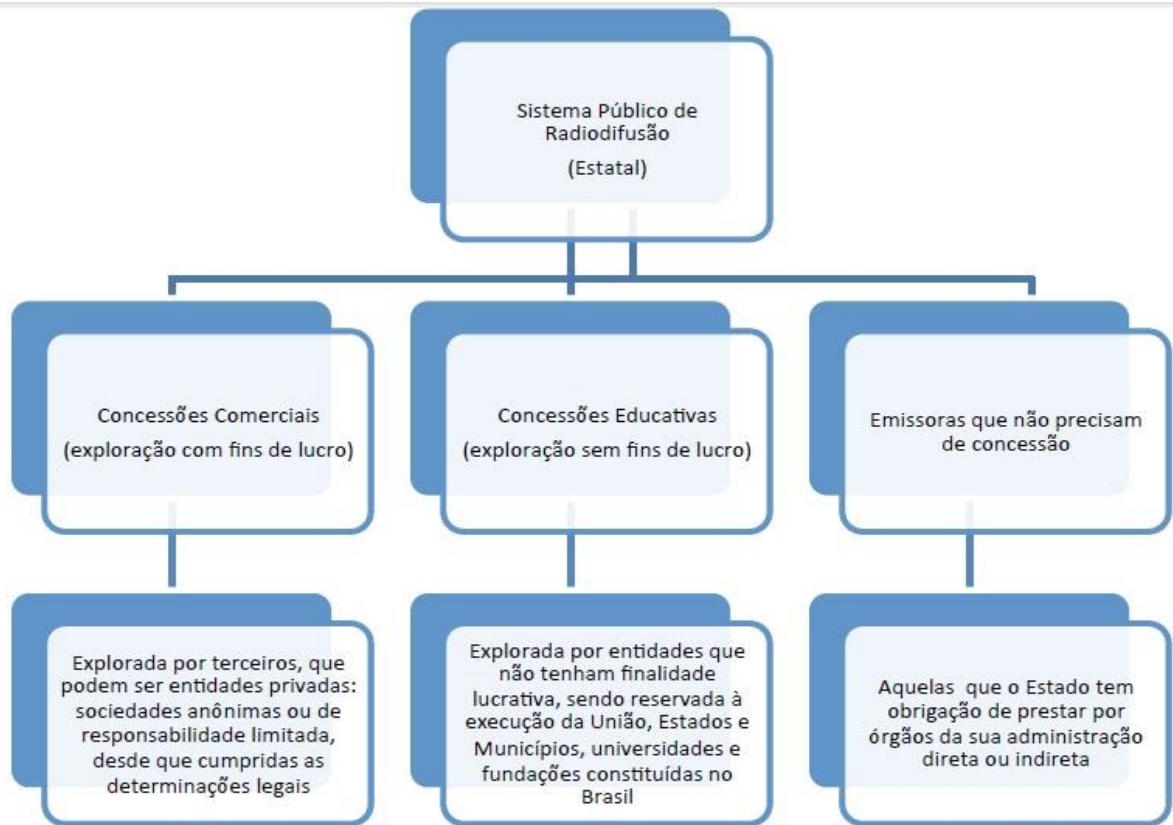 Sistema Público de
Radiodifusão
(Estatal)
Concessões Comerciais
(exploração com fins de lucro)
Concessões Educativas
(exploração sem fins de lucro)
Emissoras que não precisam
de concessão
Explorada por terceiros, que
podem ser entidades privadas:
sociedades anônimas ou de
responsabilidade limitada,
desde que cumpridas as
determinações legais
Explorada por entidades que
não tenham finalidade
lucrativa, sendo reservada à
execução da União, Estados e
Municípios, universidades e
fundações constituídas no
Brasil
Aquelas que o Estado tem
obrigação de prestar por
órgãos da sua administração
direta ou indireta